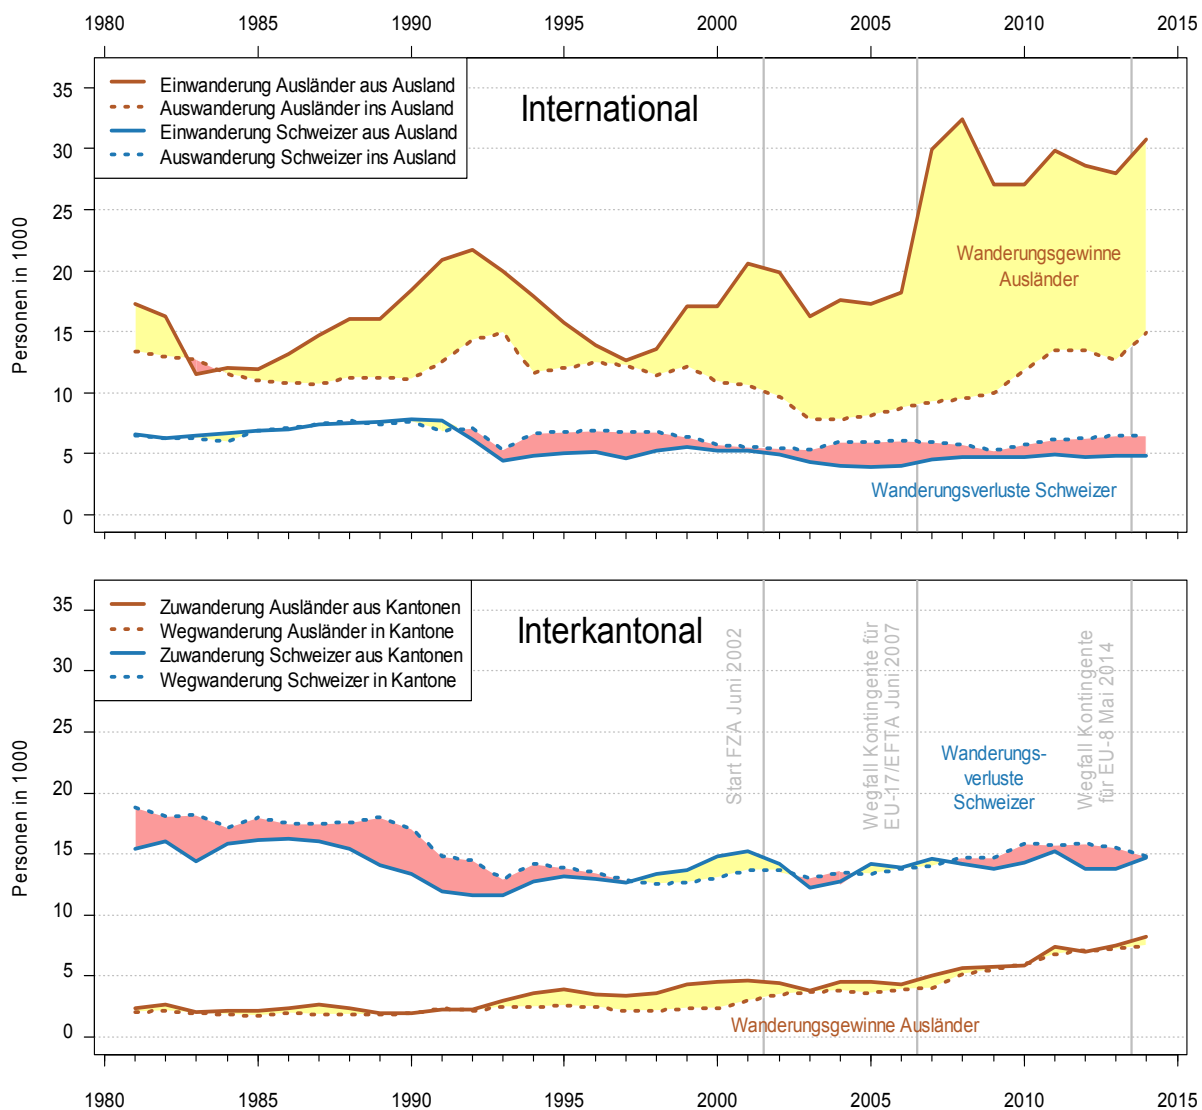 1980 1985 1990 1995 2000 2005 2010 2015
35
30
25
20
15
10
5
0
Personen in 1000
Einwanderung Ausländer aus Ausland
Auswanderung Ausländer ins Ausland
Einwanderung Schweizer aus Ausland
Auswanderung Schweizer ins Ausland
International
Wanderungsgewinne
Ausländer
Wanderungsverluste Schweizer
35
30
25
20
15
10
5
0
Personen in 1000
Zuwanderung Ausländer aus Kantonen
Wegwanderung Ausländer in Kantone
Zuwanderung Schweizer aus Kantonen
Wegwanderung Schweizer in Kantone
Interkantonal
Start FZA Juni 2002
Wegfall Kontingente für
EU-17/EFTA Juni 2007
Wegfall Kontingente
für EU-8 Mai 2014
Wanderungs-
verluste
Schweizer
Wanderungsgewinne Ausländer
1980 1985 1990 1995 2000 2005 2010 2015